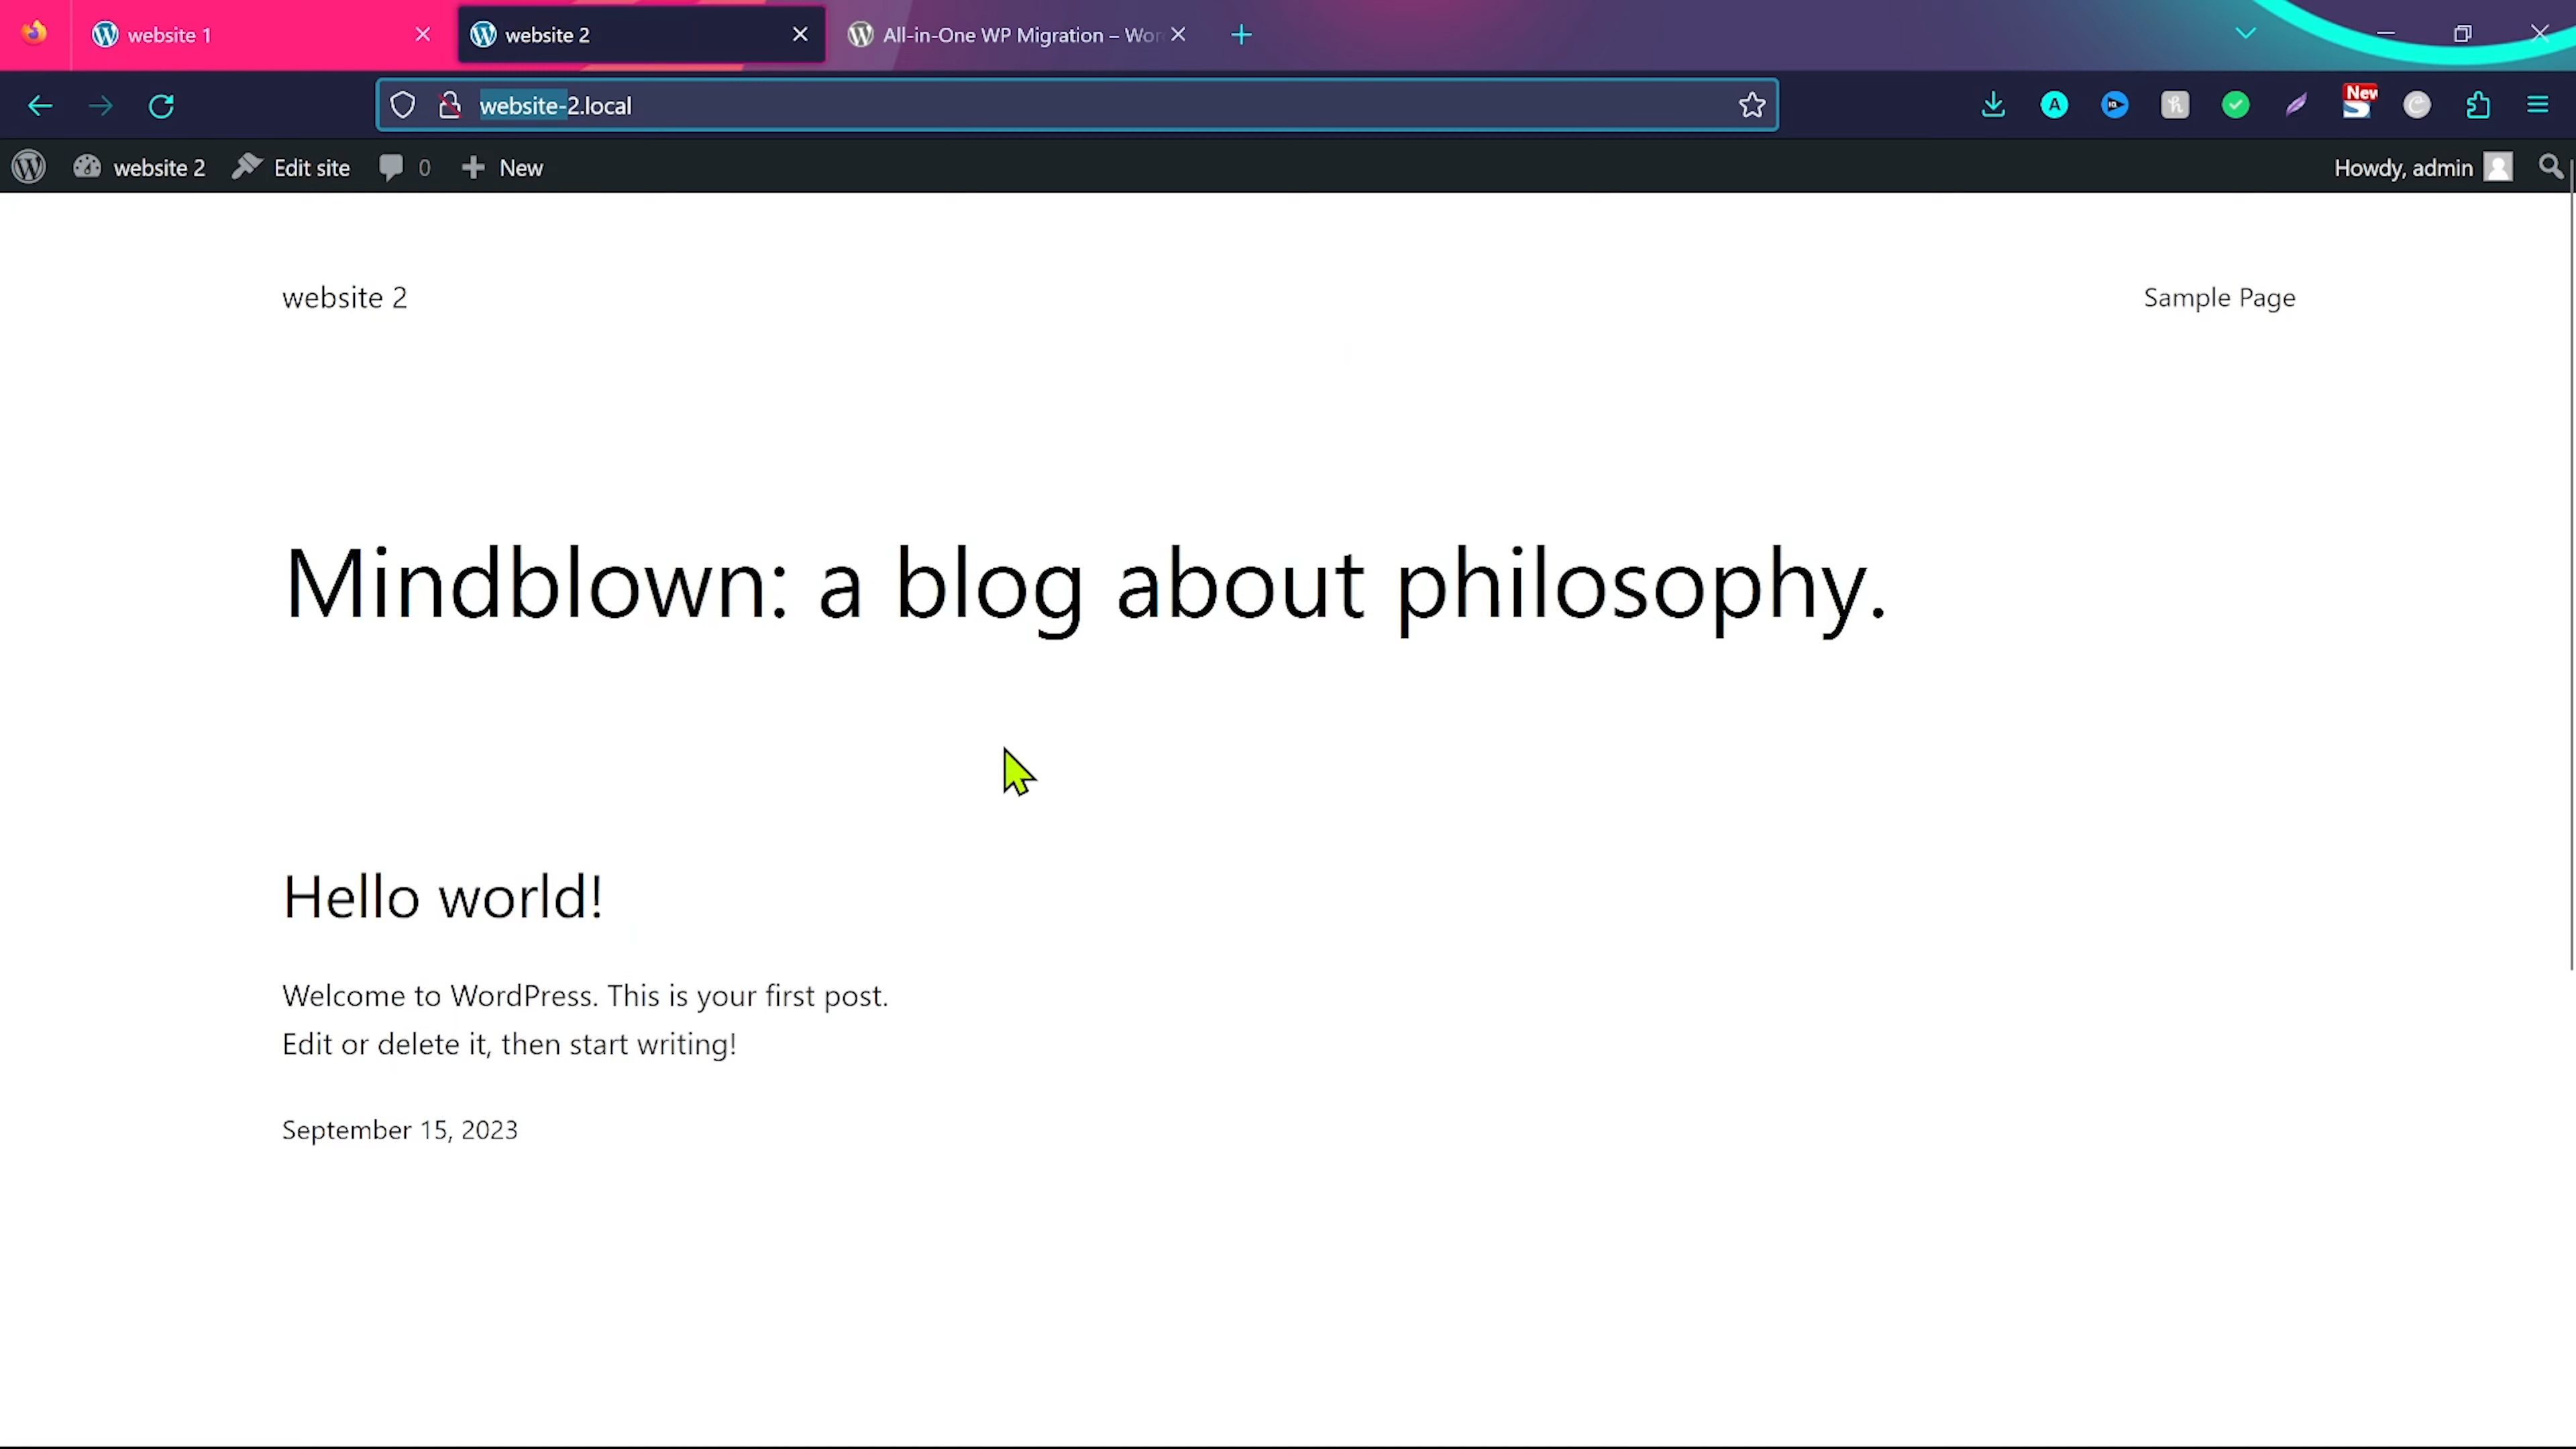 website 1
website 2
All-in-One WP Migration – Wor
website-2.local
New
website 2
Edit site
0
New
Howdy, admin
website 2
Sample Page
Mindblown: a blog about philosophy.
Hello world!
Welcome to WordPress. This is your first post.
Edit or delete it, then start writing!
September 15, 2023